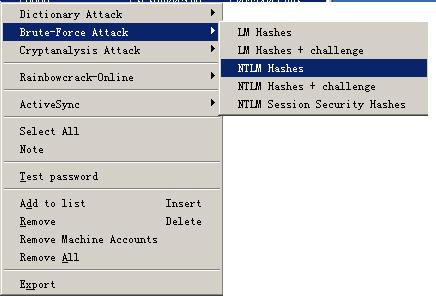 Dictionary Attack
Brute-Force Attack
Cryptanalysis Attack
Rainbowcrack-Online
ActiveSync
Select All
Note
Test password
Add to list Insert
Remove Delete
Remove Machine Accounts
Remove All
Export
LM Hashes
LM Hashes + challenge
NTLM Hashes
NTLM Hashes + challenge
NTLM Session Security Hashes